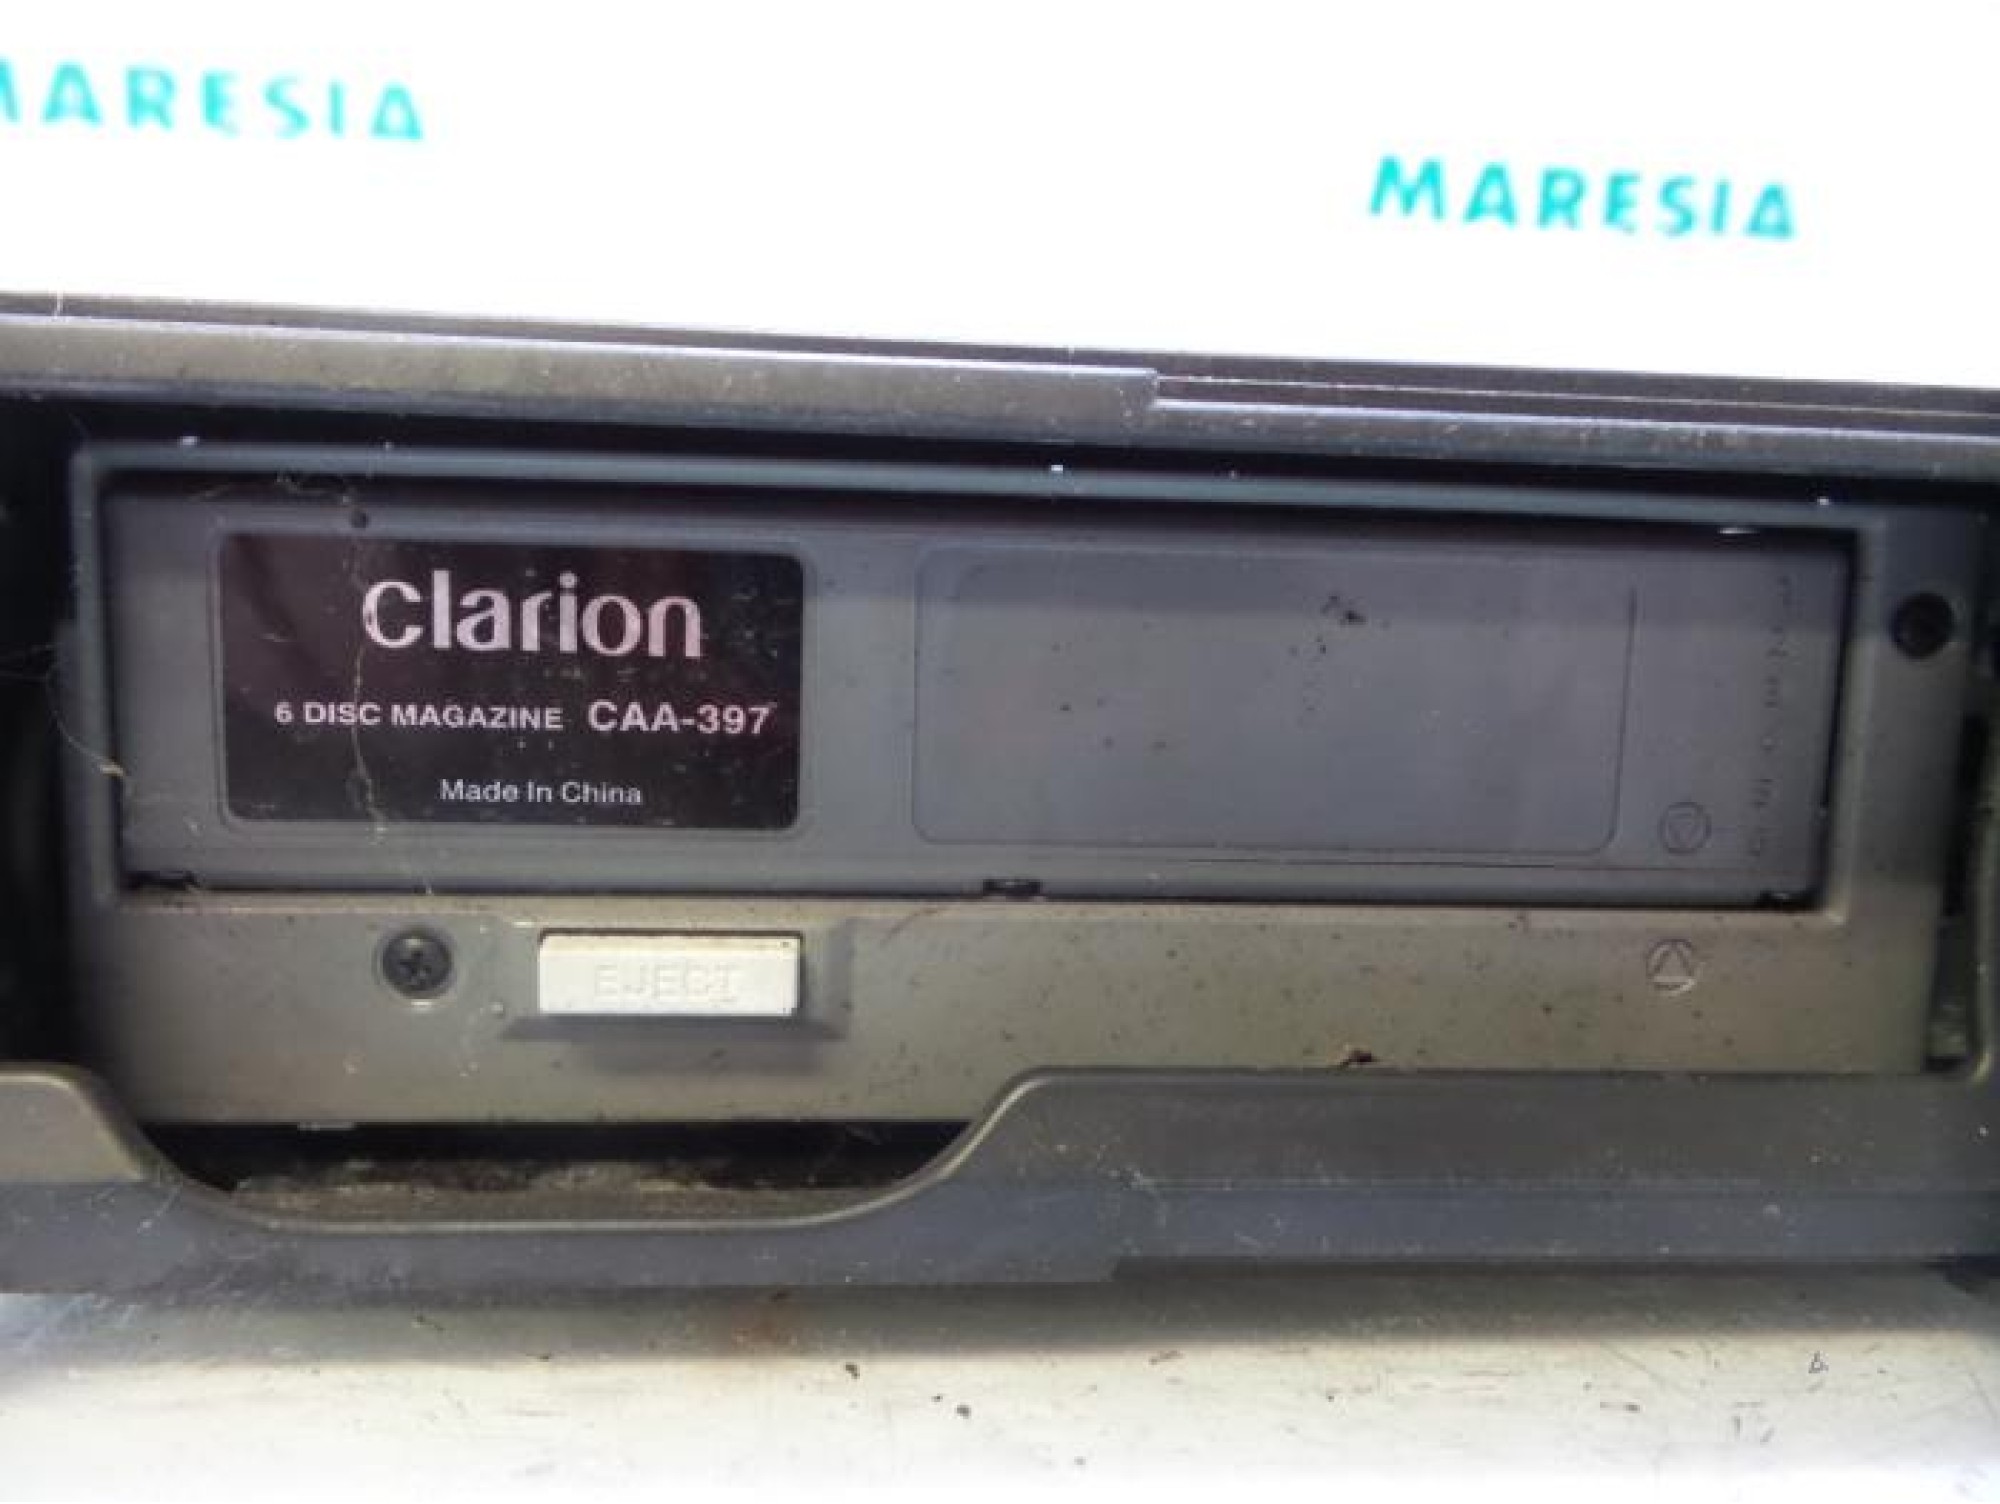 MARESIA
MARESIA
Clarion
6 DISC MAGAZINE CAA-397
Made In China
EJECT